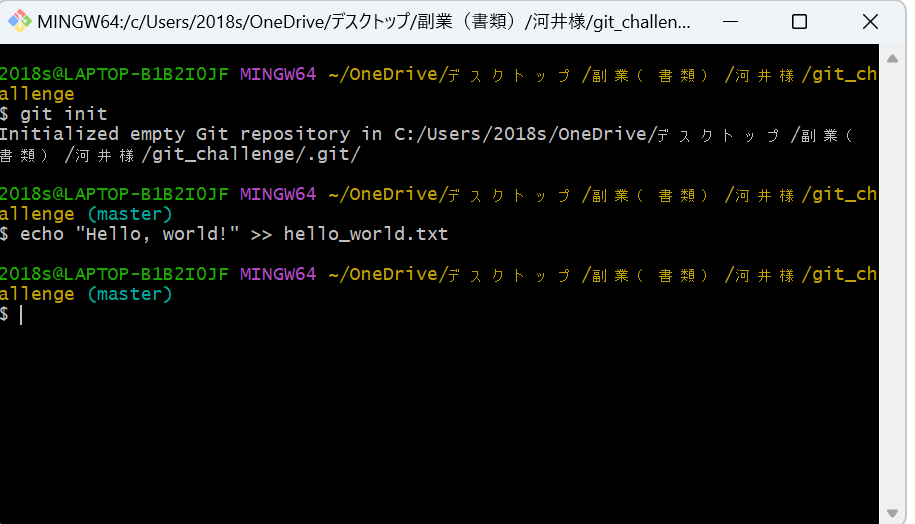 MINGW64:/c/Users/2018s/OneDrive/デスクトップ/副業（書類）/河井様/git_challen...
2018s@LAPTOP-B1B2I0JF MINGW64 ~/OneDrive/デスクトップ/副業（書類）/河井様/git_ch
allenge
$ git init
Initialized empty Git repository in C:/Users/2018s/OneDrive/デスクトップ/副業（
書類）/河井様/git_challenge/.git/
2018s@LAPTOP-B1B2I0JF MINGW64 ~/OneDrive/デスクトップ/副業（書類）/河井様/git_ch
allenge (master)
$ echo "Hello, world!" >> hello_world.txt
2018s@LAPTOP-B1B2I0JF MINGW64 ~/OneDrive/デスクトップ/副業（書類）/河井様/git_ch
allenge (master)
$